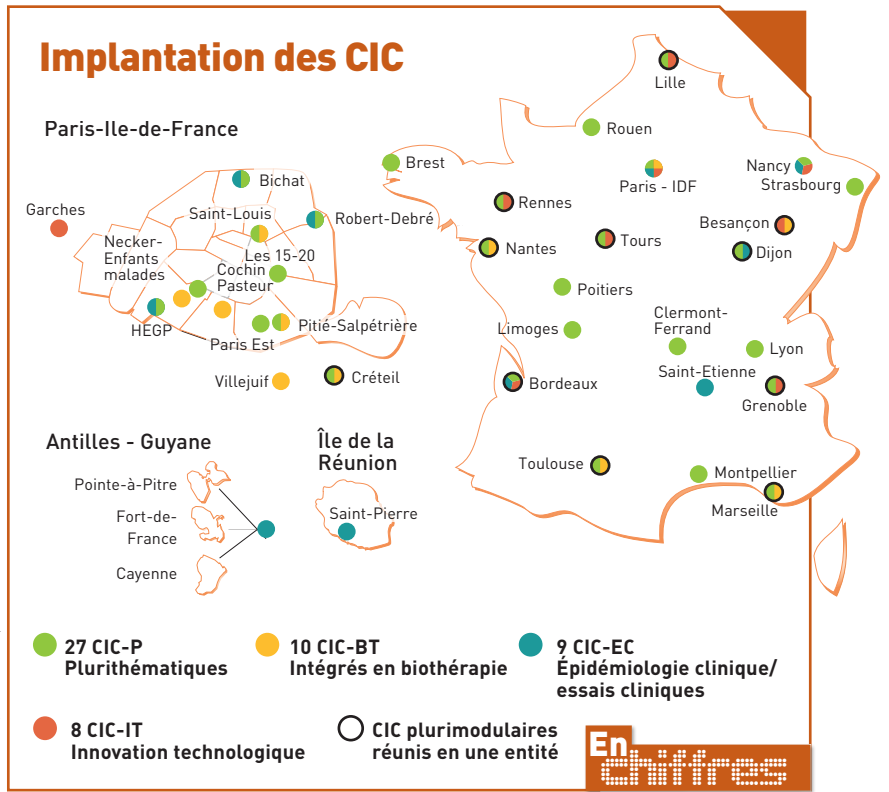 Implantation des CIC
Paris-Ile-de-France
Bichat
Garches
Saint-Louis
Robert-Debré
Necker-
Enfants
malades
Les 15-20
Cochin
Pasteur
HEGP
Paris Est
Pitié-Salpétrière
Villejuif
Créteil
Lille
Rouen
Brest
Nancy
Paris - IDF
Strasbourg
Rennes
Besançon
Nantes
Tours
Dijon
Poitiers
Clermont-
Ferrand
Limoges
Lyon
Saint-Etienne
Bordeaux
Grenoble
Toulouse
Montpellier
Marseille
Antilles - Guyane
Pointe-à-Pitre
Fort-de-
France
Cayenne
Île de la
Réunion
Saint-Pierre
27 CIC-P
Plurithématiques
10 CIC-BT
Intégrés en biothérapie
9 CIC-EC
Épidémiologie clinique/
essais cliniques
8 CIC-IT
Innovation technologique
CIC plurimodulaires
réunis en une entité
En
chiffres